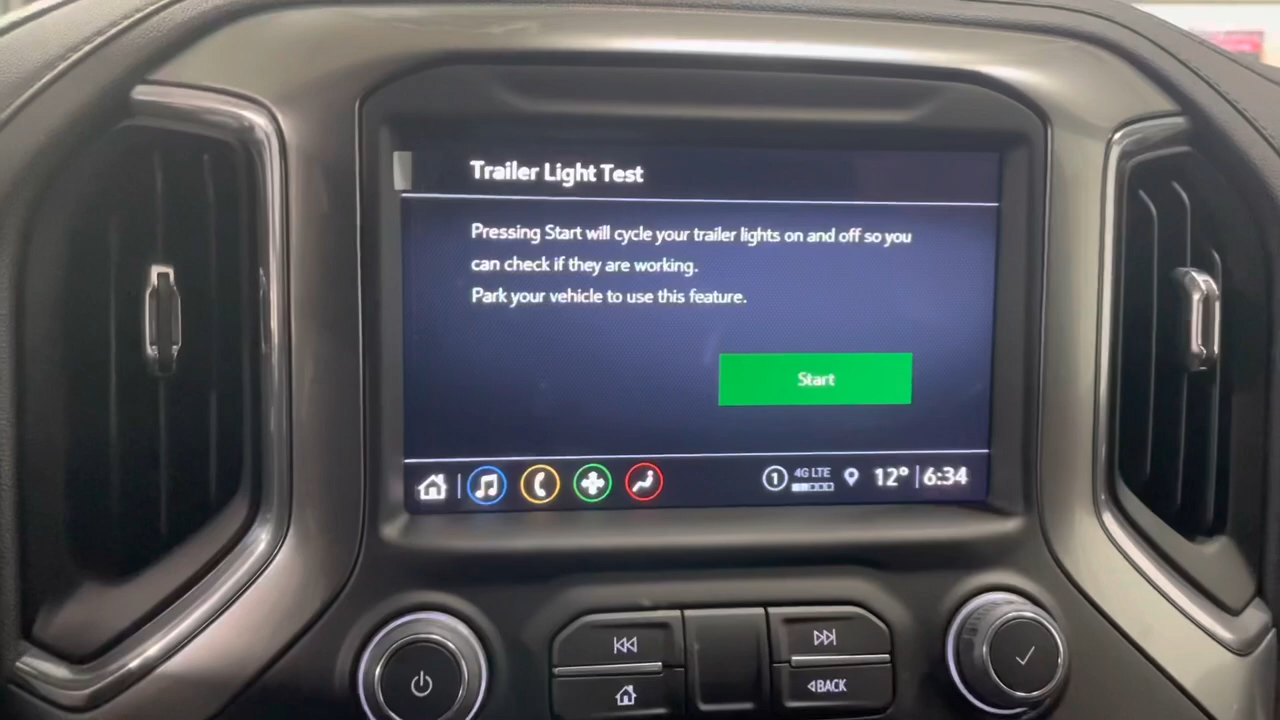 Trailer Light Test
Pressing Start will cycle your trailer lights on and off so you
can check if they are working.
Park your vehicle to use this feature.
Start
1 4G LTE 12° 6:34
BACK